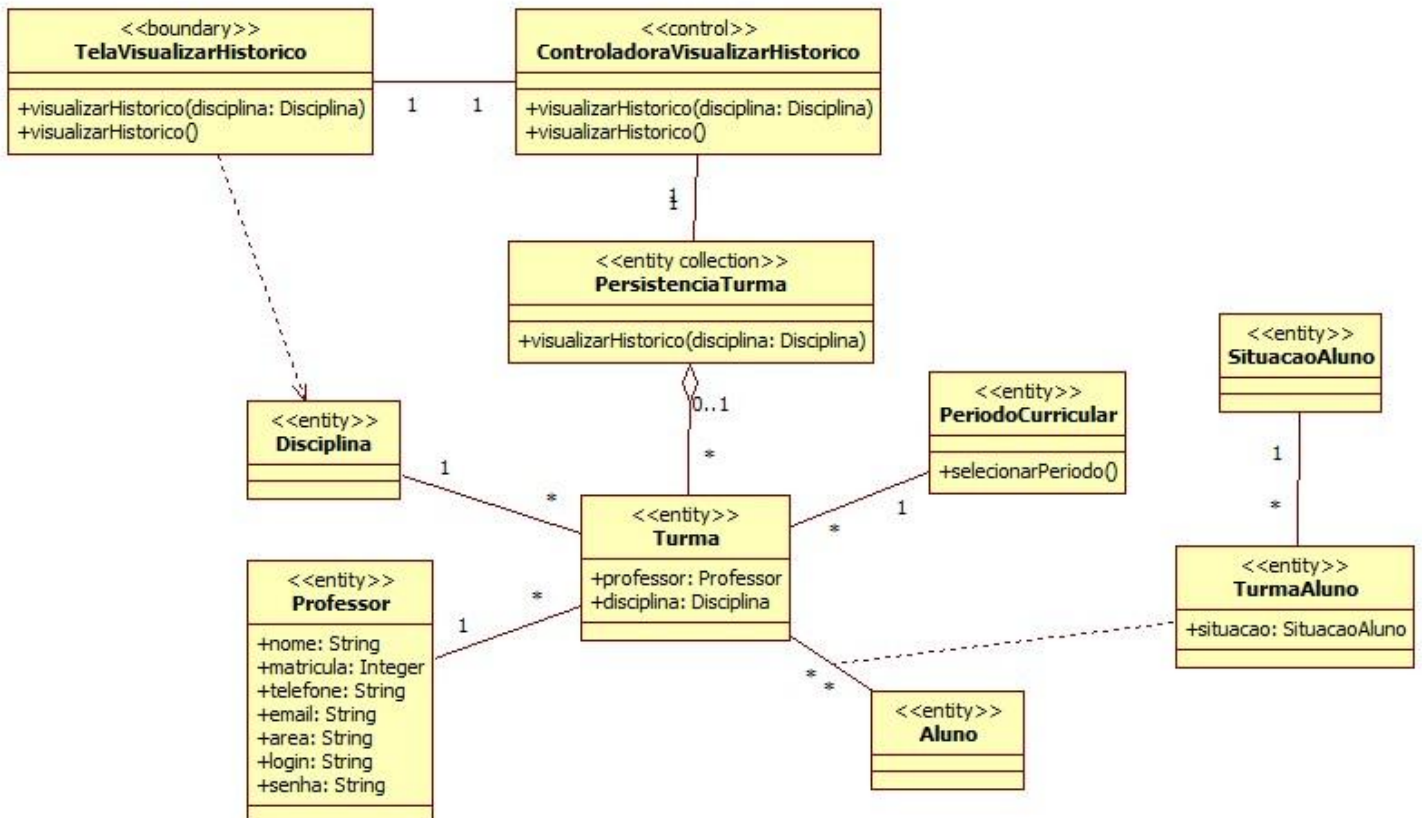 <<boundary>>
TelaVisualizarHistorico
+visualizarHistorico(disciplina: Disciplina)
+visualizarHistorico()
1
1
<<control>>
ControladoraVisualizarHistorico
+visualizarHistorico(disciplina: Disciplina)
+visualizarHistorico()
1
1
<<entity collection>>
PersistenciaTurma
+visualizarHistorico(disciplina: Disciplina)
0..1
*
<<entity>>
SituacaoAluno
1
*
<<entity>>
PeriodoCurricular
+selecionarPeriodo()
1
*
<<entity>>
Disciplina
1
*
<<entity>>
Turma
+professor: Professor
+disciplina: Disciplina
<<entity>>
TurmaAluno
+situacao: SituacaoAluno
<<entity>>
Professor
+nome: String
+matricula: Integer
+telefone: String
+email: String
+area: String
+login: String
+senha: String
1
*
*
*
<<entity>>
Aluno